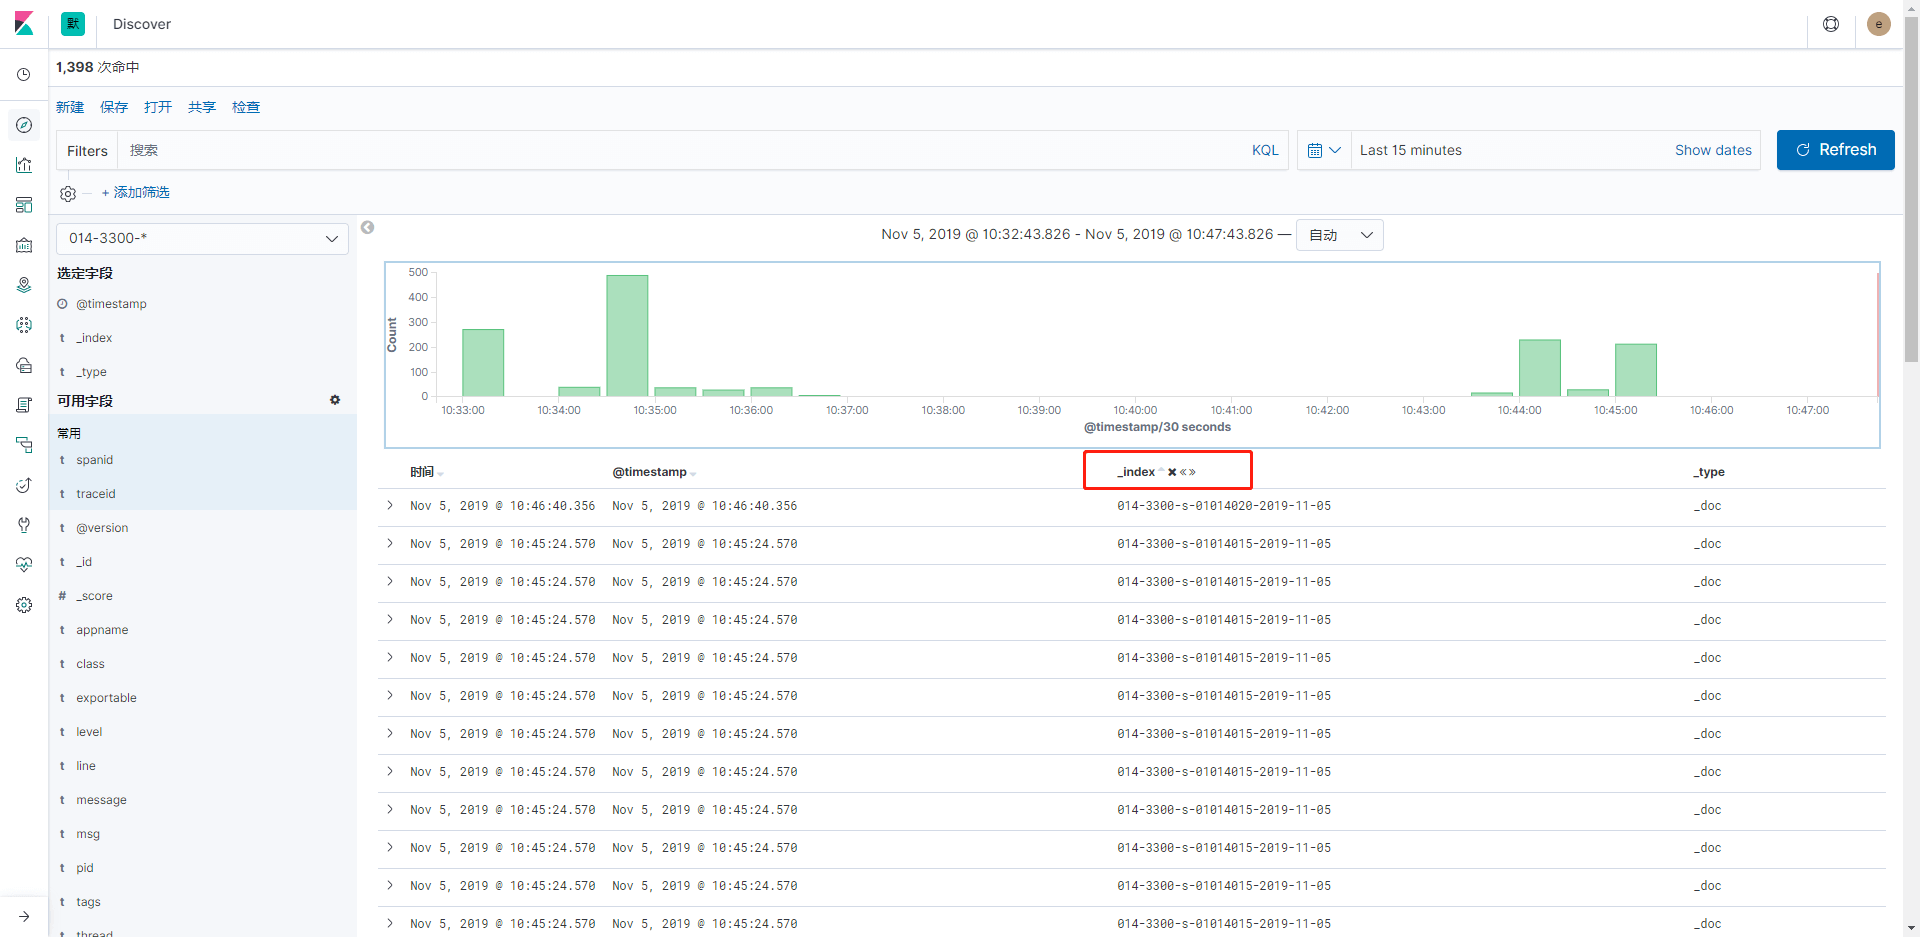 默 Discover e
1,398 次命中
新建 保存 打开 共享 检查
Filters 搜索 KQL Last 15 minutes Show dates Refresh
+ 添加筛选
014-3300-*
选定字段
@timestamp
t _index
t _type
可用字段
常用
t spanid
t traceid
t @version
t _id
# _score
t appname
t class
t exportable
t level
t line
t message
t msg
t pid
t tags
t thread
Nov 5, 2019 @ 10:32:43.826 - Nov 5, 2019 @ 10:47:43.826 — 自动
500
400
300
200
100
0
Count
10:33:00 10:34:00 10:35:00 10:36:00 10:37:00 10:38:00 10:39:00 10:40:00 10:41:00 10:42:00 10:43:00 10:44:00 10:45:00 10:46:00 10:47:00
@timestamp/30 seconds
时间 @timestamp _index ✖ « » _type
Nov 5, 2019 @ 10:46:40.356 Nov 5, 2019 @ 10:46:40.356 014-3300-s-01014020-2019-11-05 _doc
Nov 5, 2019 @ 10:45:24.570 Nov 5, 2019 @ 10:45:24.570 014-3300-s-01014015-2019-11-05 _doc
Nov 5, 2019 @ 10:45:24.570 Nov 5, 2019 @ 10:45:24.570 014-3300-s-01014015-2019-11-05 _doc
Nov 5, 2019 @ 10:45:24.570 Nov 5, 2019 @ 10:45:24.570 014-3300-s-01014015-2019-11-05 _doc
Nov 5, 2019 @ 10:45:24.570 Nov 5, 2019 @ 10:45:24.570 014-3300-s-01014015-2019-11-05 _doc
Nov 5, 2019 @ 10:45:24.570 Nov 5, 2019 @ 10:45:24.570 014-3300-s-01014015-2019-11-05 _doc
Nov 5, 2019 @ 10:45:24.570 Nov 5, 2019 @ 10:45:24.570 014-3300-s-01014015-2019-11-05 _doc
Nov 5, 2019 @ 10:45:24.570 Nov 5, 2019 @ 10:45:24.570 014-3300-s-01014015-2019-11-05 _doc
Nov 5, 2019 @ 10:45:24.570 Nov 5, 2019 @ 10:45:24.570 014-3300-s-01014015-2019-11-05 _doc
Nov 5, 2019 @ 10:45:24.570 Nov 5, 2019 @ 10:45:24.570 014-3300-s-01014015-2019-11-05 _doc
Nov 5, 2019 @ 10:45:24.570 Nov 5, 2019 @ 10:45:24.570 014-3300-s-01014015-2019-11-05 _doc
Nov 5, 2019 @ 10:45:24.570 Nov 5, 2019 @ 10:45:24.570 014-3300-s-01014015-2019-11-05 _doc